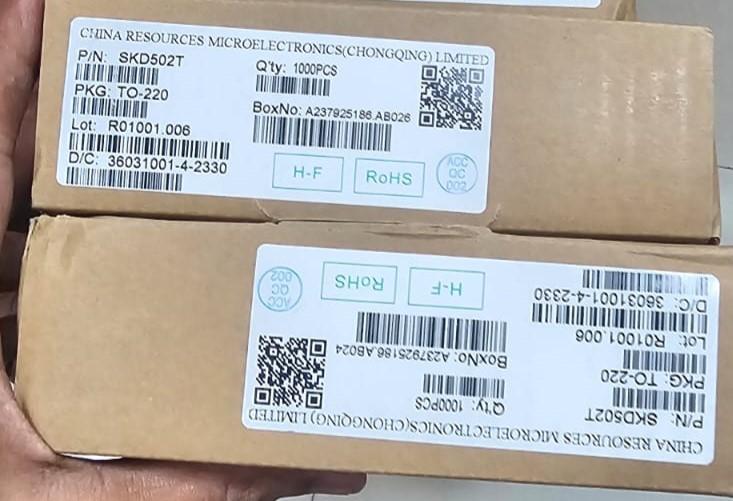 CHINA RESOURCES MICROELECTRONICS(CHONGQING) LIMITED
P/N: SKD502T
Q'ty: 1000PCS
PKG: TO-220
BoxNo: A237925186.AB026
Lot: R01001.006
D/C: 36031001-4-2330
H-F
RoHS
ACC
QC
002
CHINA RESOURCES MICROELECTRONICS(CHONGQING) LIMITED
P/N: SKD502T
Q'ty: 1000PCS
PKG: TO-220
BoxNo: A237925186.AB024
Lot: R01001.006
D/C: 36031001-4-2330
H-F
RoHS
ACC
QC
002